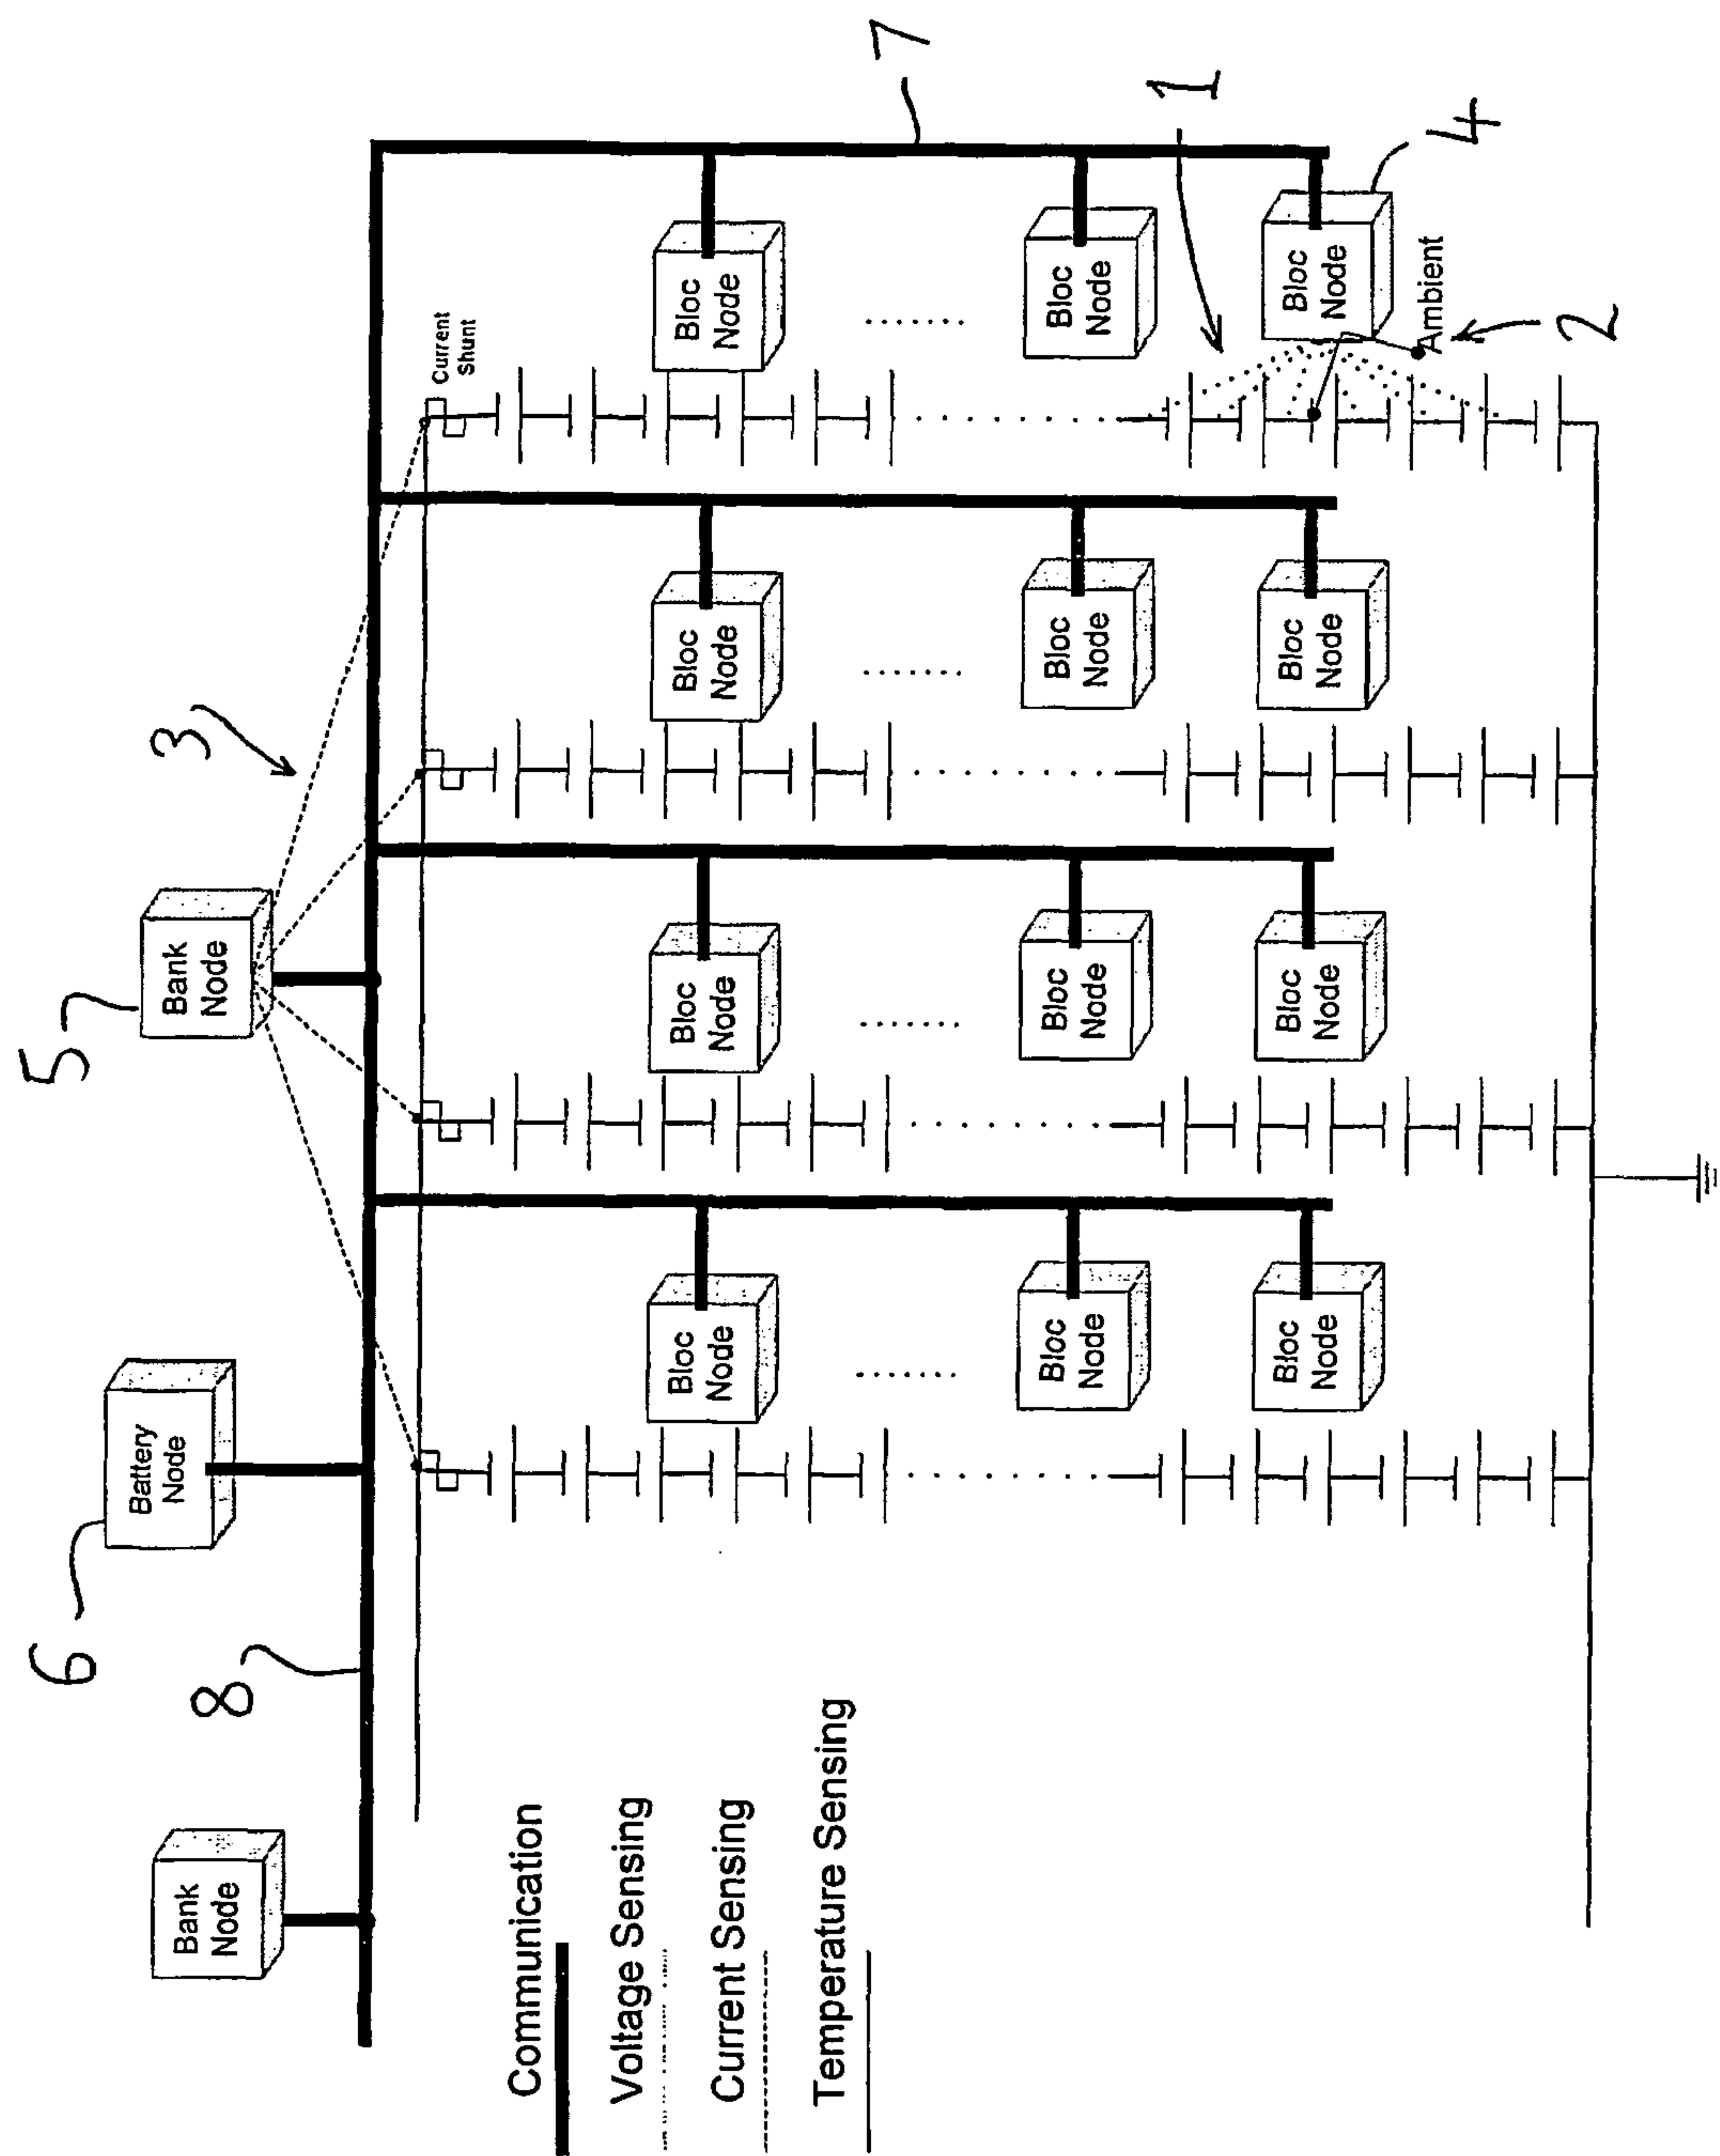 6
5
Battery
Node
Bank
Node
Bank
Node
3
8
Current
Shunt
Communication
Voltage Sensing
Current Sensing
Temperature Sensing
Bloc
Node
Bloc
Node
Bloc
Node
Bloc
Node
7
Bloc
Node
Bloc
Node
Bloc
Node
Bloc
Node
1
Bloc
Node
Bloc
Node
Bloc
Node
Bloc
Node
Ambient
4
2